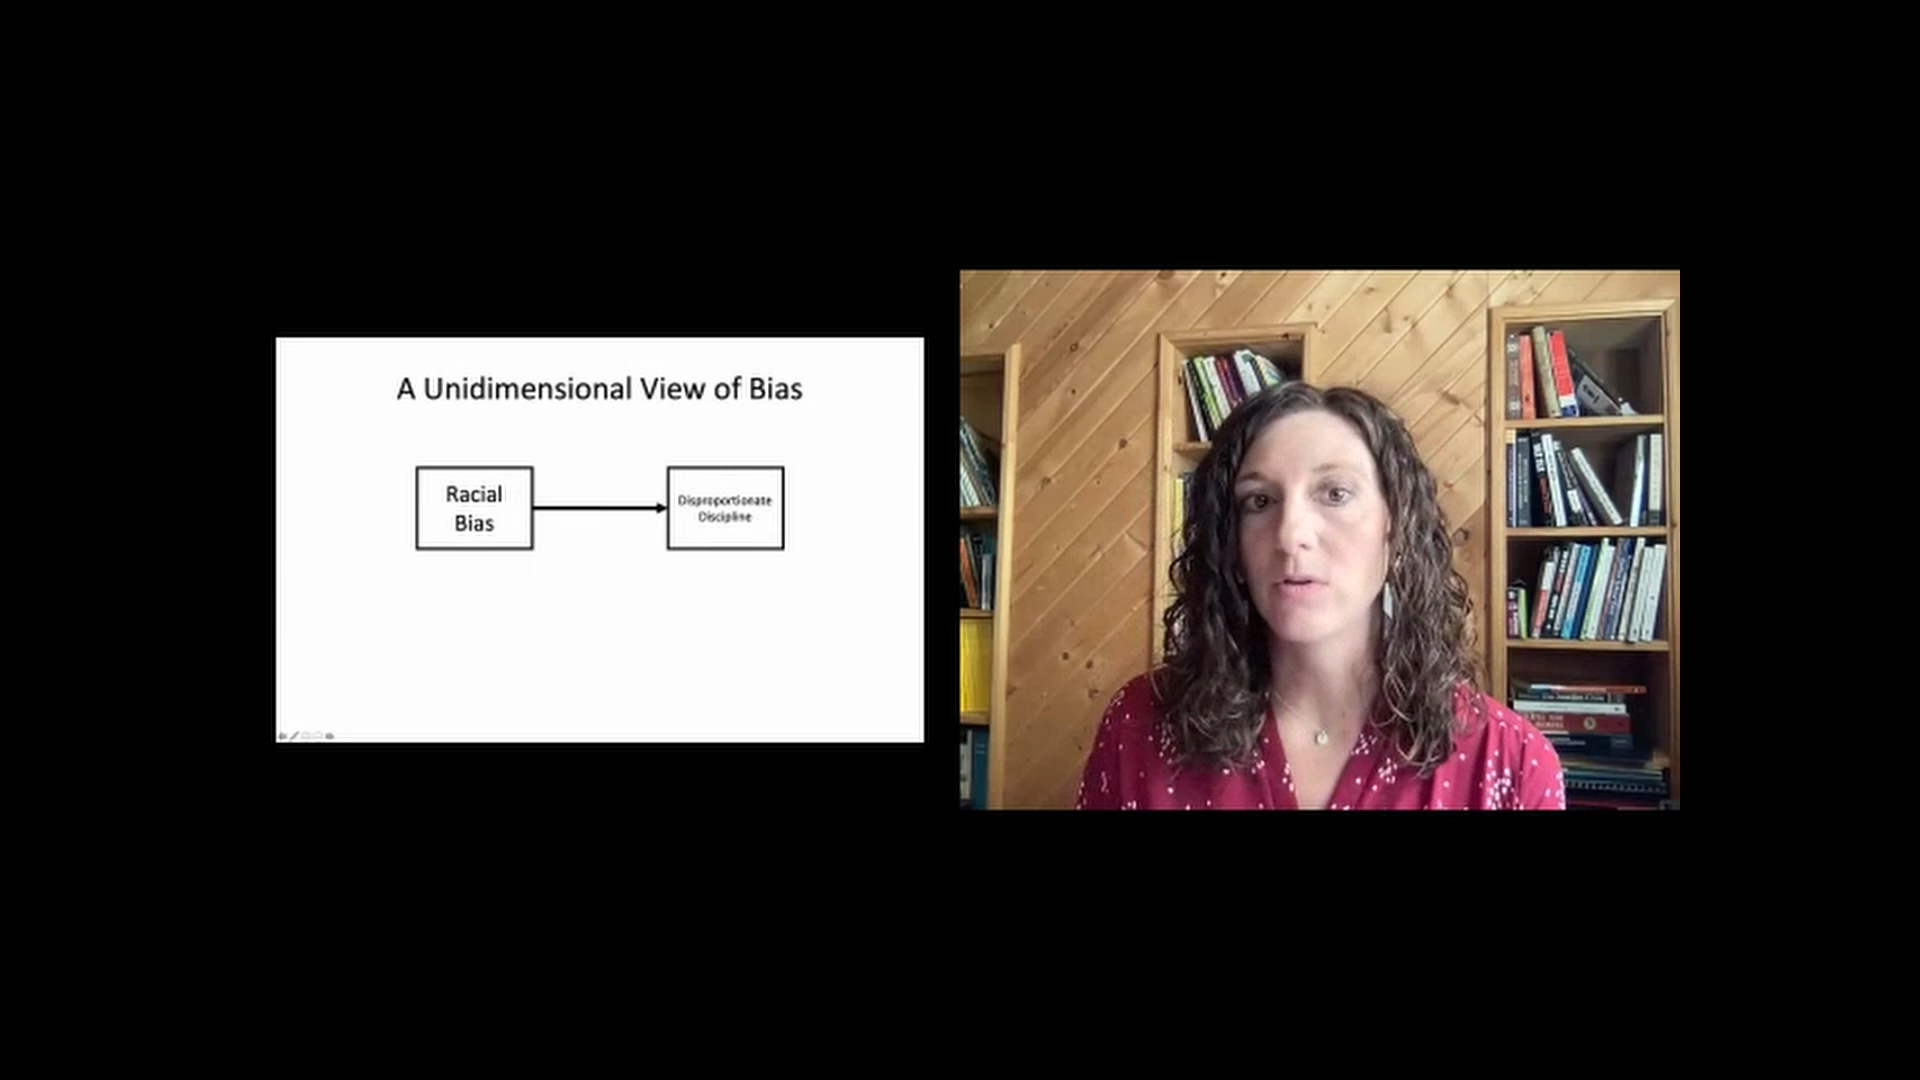 A Unidimensional View of Bias
Racial
Bias
Disproportionate
Discipline